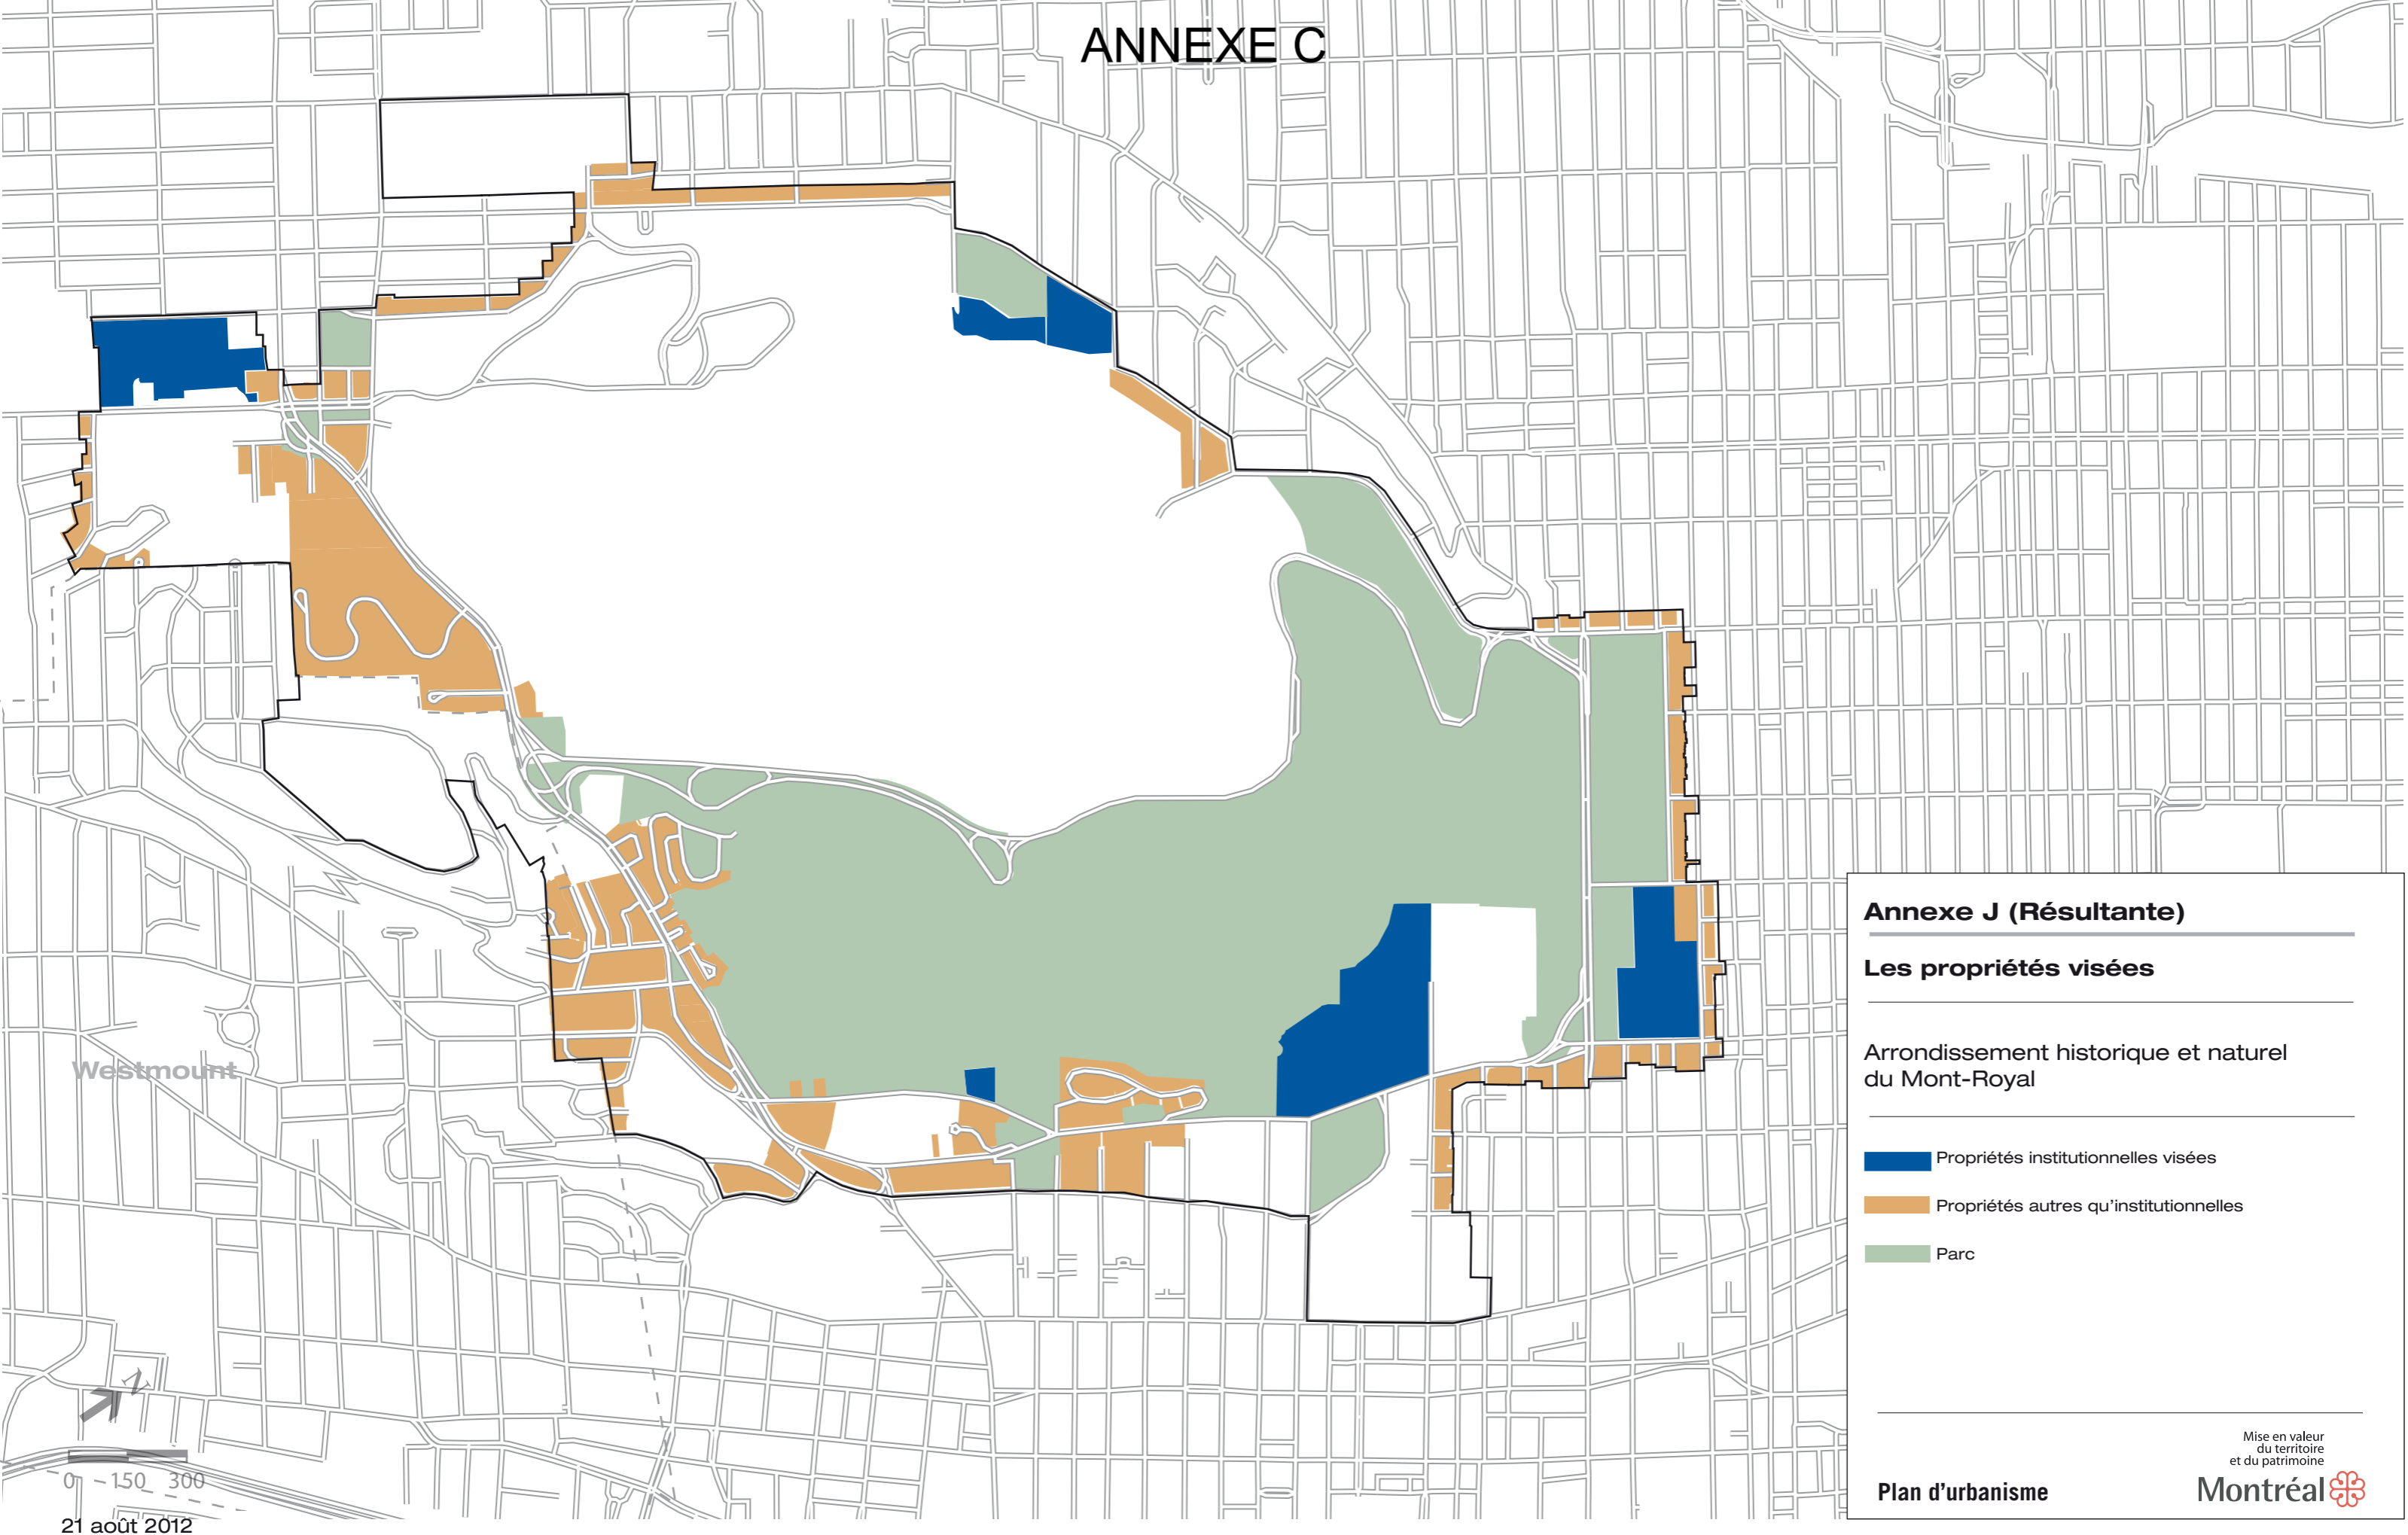 ANNEXE C
Annexe J (Résultante)
Les propriétés visées
Arrondissement historique et naturel
du Mont-Royal
Propriétés institutionnelles visées
Propriétés autres qu'institutionnelles
Parc
Westmount
N
0 150 300
21 août 2012
Plan d'urbanisme
Mise en valeur
du territoire
et du patrimoine
Montréal